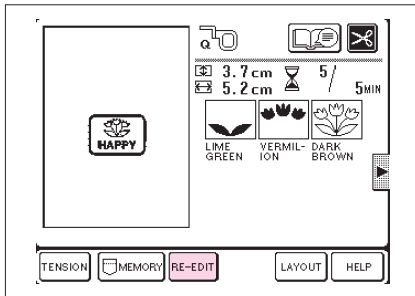 Q
3.7cm 5/
5.2cm 5MIN
HAPPY
LIME GREEN
VERMIL-ION
DARK BROWN
TENSION MEMORY RE-EDIT LAYOUT HELP